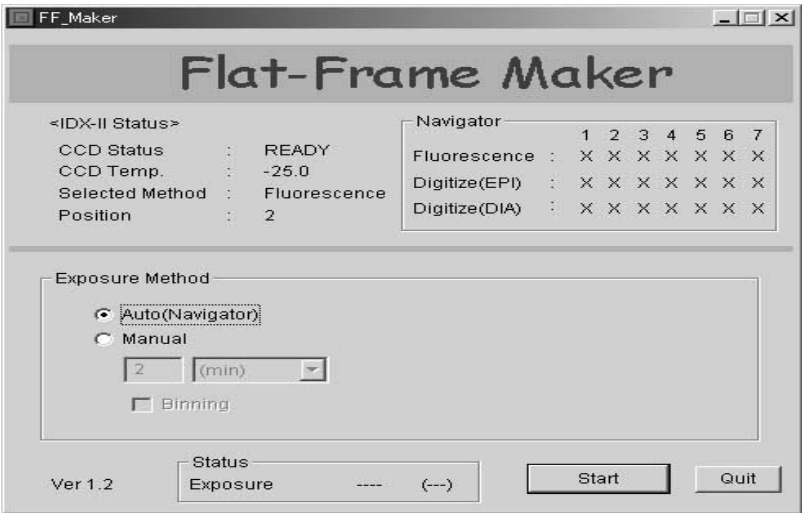 FF_Maker
Flat-Frame Maker
<IDX-II Status>
CCD Status : READY
CCD Temp. : -25.0
Selected Method : Fluorescence
Position : 2
Navigator
1 2 3 4 5 6 7
Fluorescence : X X X X X X X
Digitize(EPI) : X X X X X X X
Digitize(DIA) : X X X X X X X
Exposure Method
Auto(Navigator)
Manual
2 (min)
Binning
Ver 1.2
Status
Exposure ---- (---)
Start
Quit